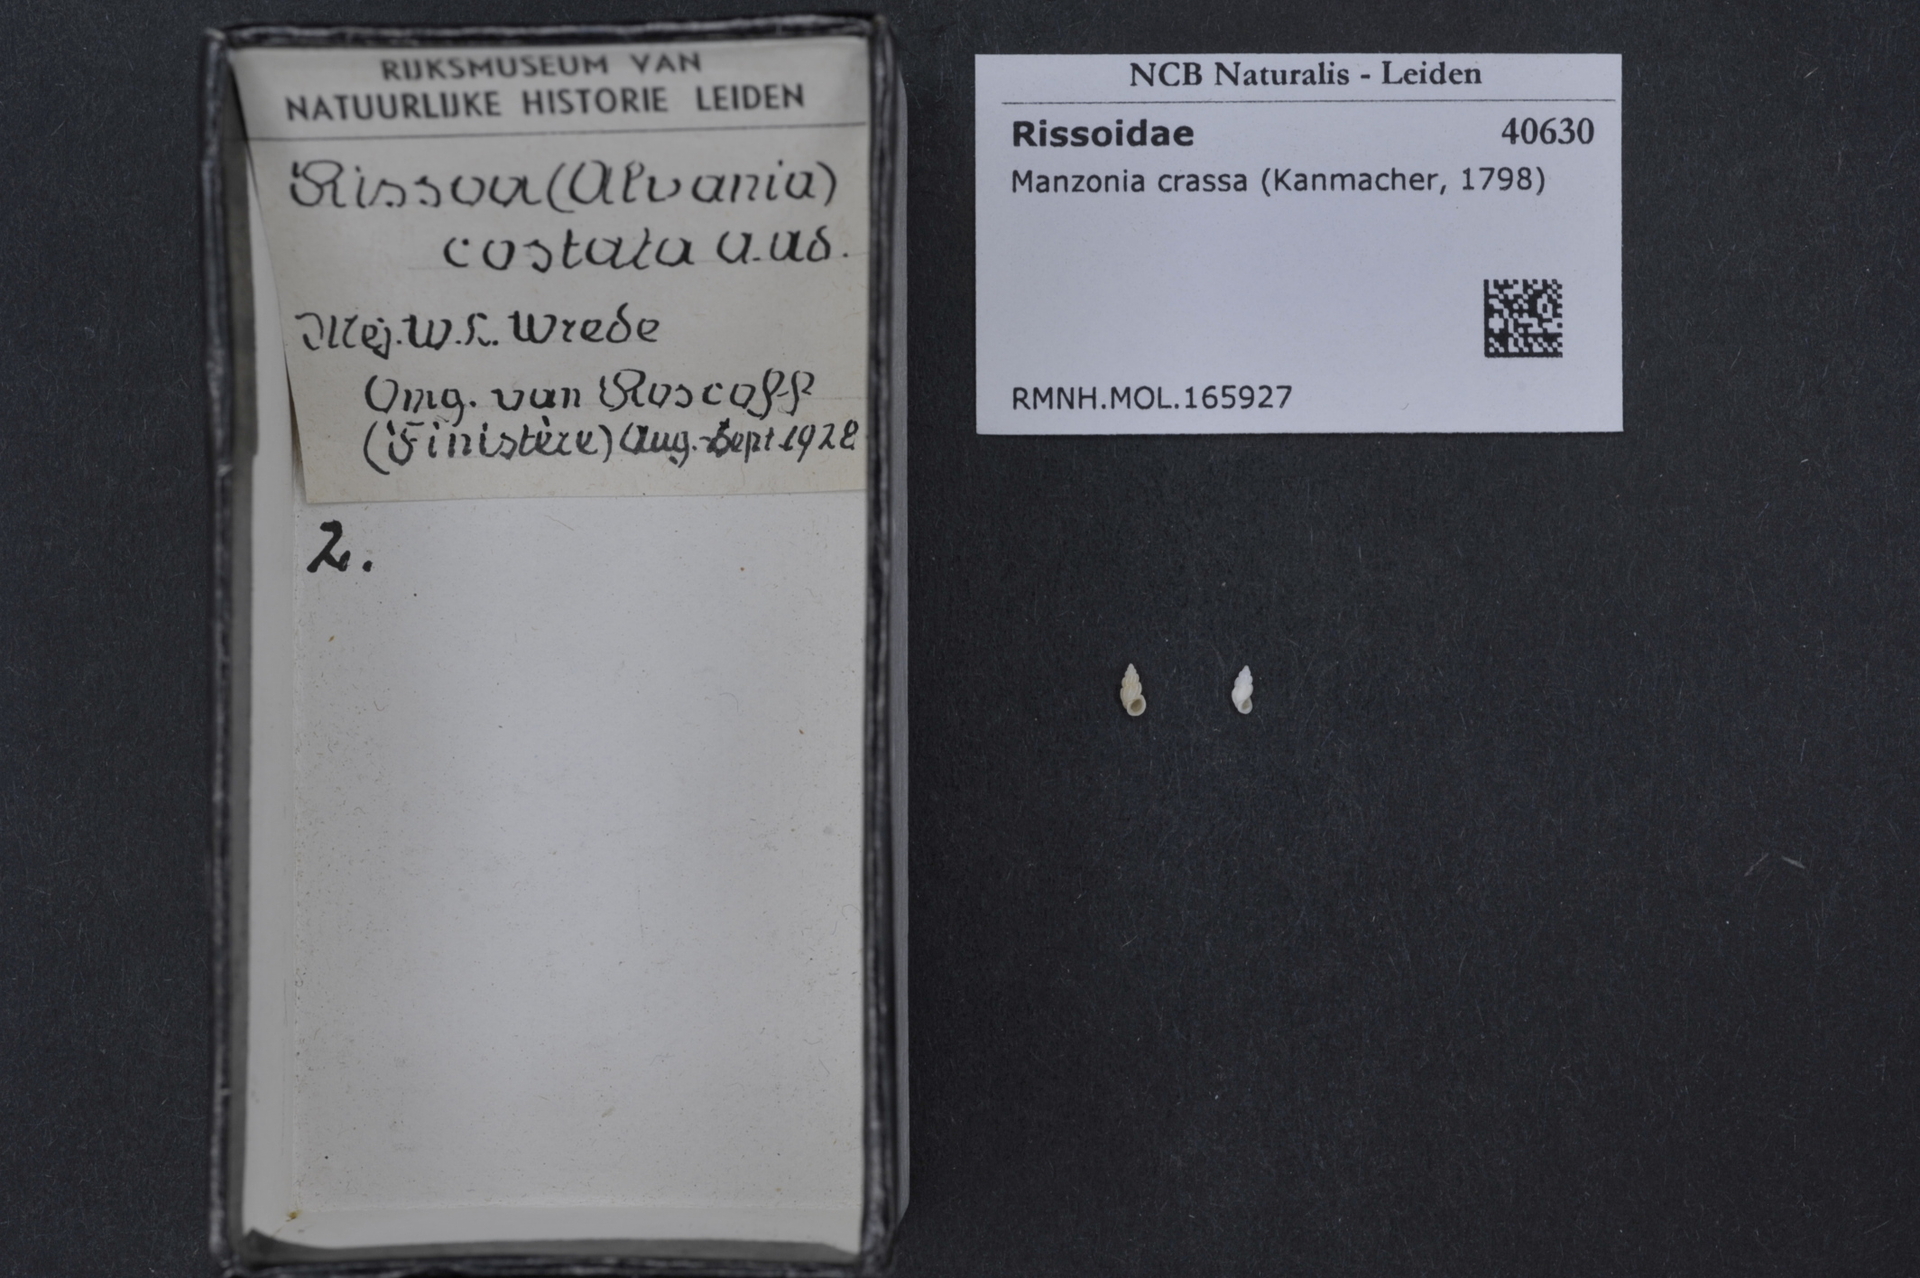 RIJKSMUSEUM VAN
NATUURLIJKE HISTORIE LEIDEN
Rissoa (Alvania)
costata
Mej. W. Wrede
Omg. van Roscoff
(Finistère) Aug.-Sept 1928
2.
NCB Naturalis - Leiden
Rissoidae 40630
Manzonia crassa (Kanmacher, 1798)
RMNH.MOL.165927